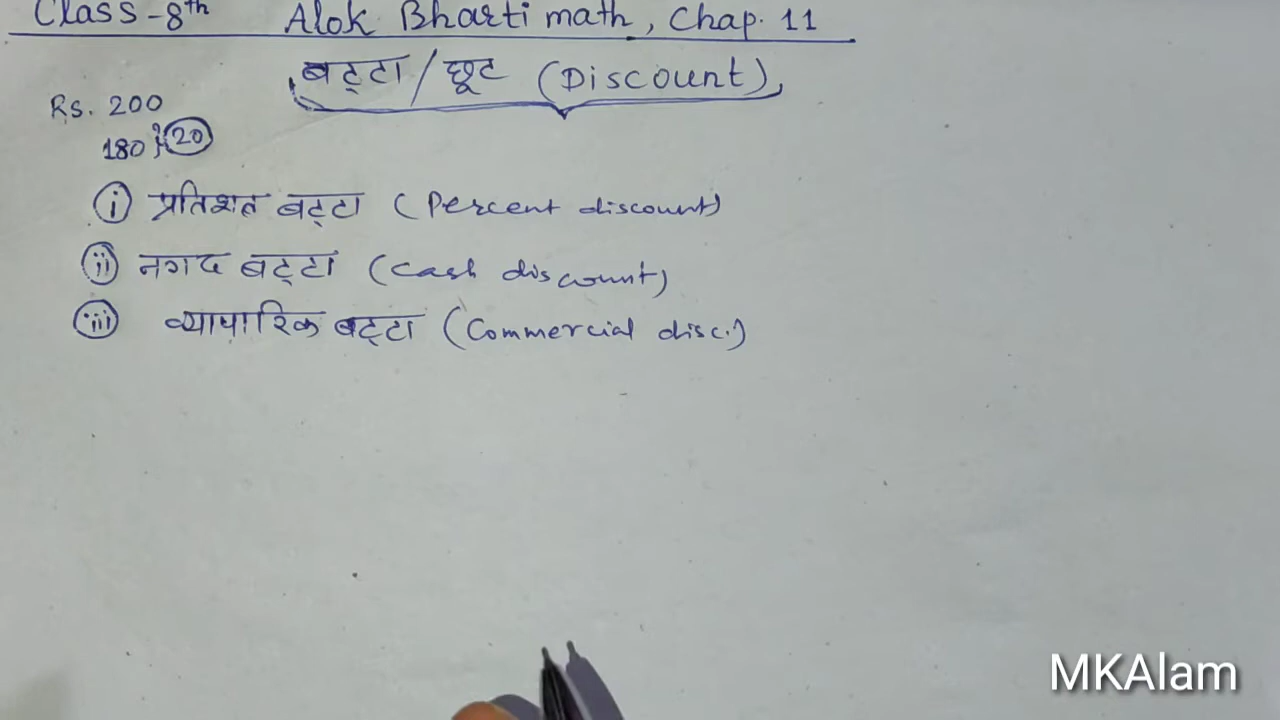 Class-8th Alok Bharti math, Chap. 11
बट्टा/छूट (Discount)
Rs. 200
180 } 20
(i) प्रतिशत बट्टा (Percent discount)
(ii) नगद बट्टा (Cash discount)
(iii) व्यापारिक बट्टा (Commercial disc.)
MKAlam